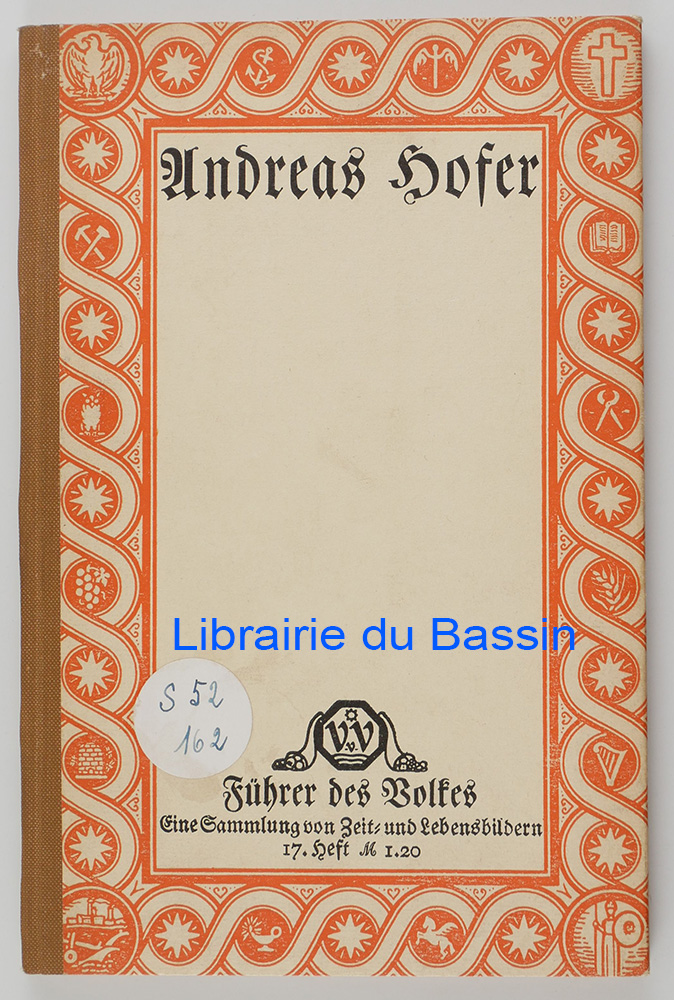 Andreas Hofer
Librairie du Bassin
S 52
162
V.V.V
Führer des Volkes
Eine Sammlung von Zeit- und Lebensbildern
17. Heft M 1.20